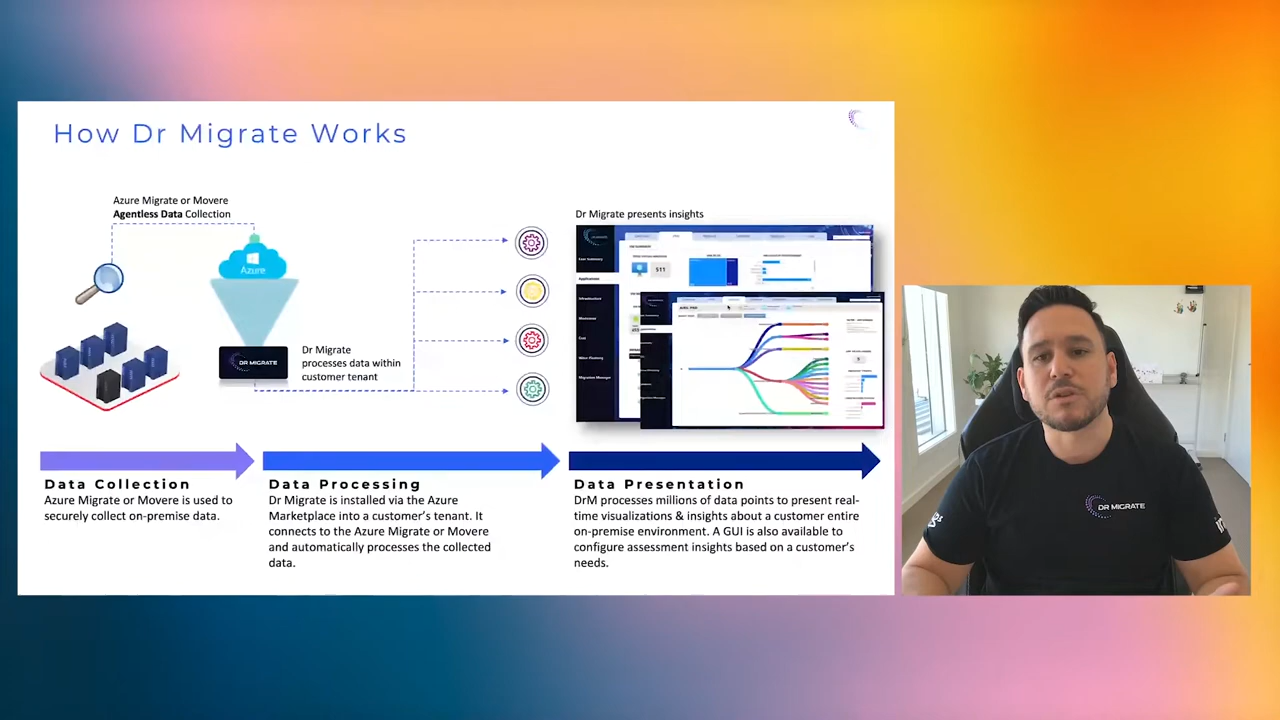 How Dr Migrate Works
Azure Migrate or Movere
Agentless Data Collection
Azure
DR MIGRATE
Dr Migrate
processes data within
customer tenant
Dr Migrate presents insights
Data Collection
Azure Migrate or Movere is used to
securely collect on-premise data.
Data Processing
Dr Migrate is installed via the Azure
Marketplace into a customer's tenant. It
connects to the Azure Migrate or Movere
and automatically processes the collected
data.
Data Presentation
DrM processes millions of data points to present real-
time visualizations & insights about a customer entire
on-premise environment. A GUI is also available to
configure assessment insights based on a customer's
needs.
DR MIGRATE